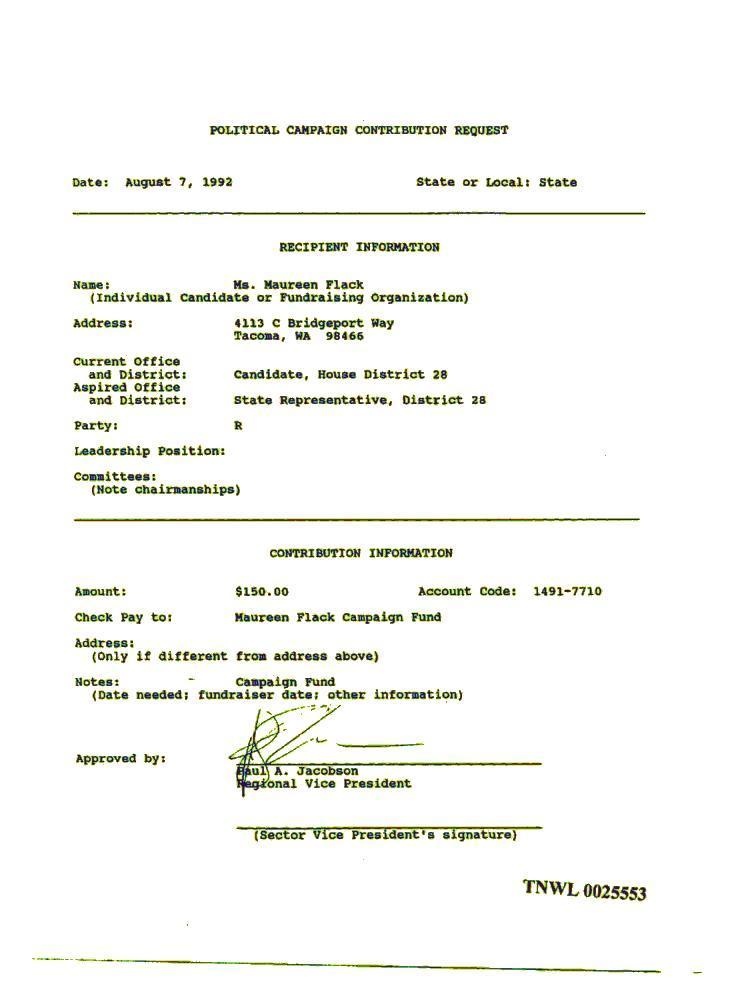 POLITICAL CAMPAIGN CONTRIBUTION REQUEST
Date: August 7, 1992 State or Local: State
RECIPIENT INFORMATION
Name: Ms. Maureen Flack
(Individual Candidate or Fundraising Organization)
Address: 4113 C Bridgeport Way
Tacoma, WA 98466
Current Office
and District: Candidate, House District 28
Aspired Office
and District: State Representative, District 28
Party: R
Leadership Position:
Committees:
(Note chairmanships)
CONTRIBUTION INFORMATION
Amount: $150.00 Account Code: 1491-7710
Check Pay to: Maureen Flack Campaign Fund
Address:
(Only if different from address above)
Notes: - Campaign Fund
(Date needed; fundraiser date; other information)
Approved by:
Paul A. Jacobson
Regional Vice President
(Sector Vice President's signature)
TNWL 0025553